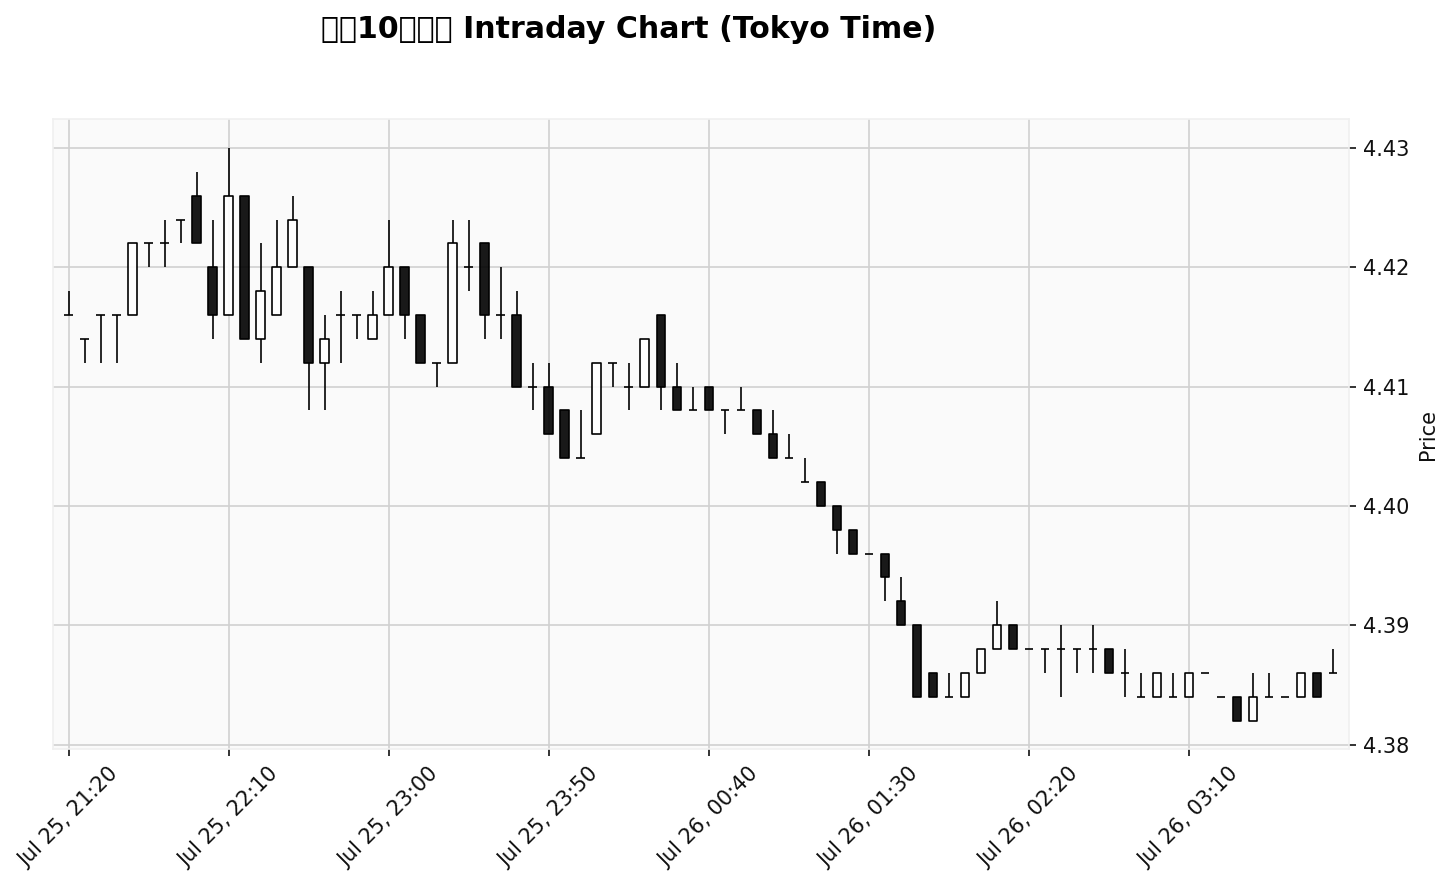 10 Intraday Chart (Tokyo Time)
4.43
4.42
4.41
4.40
4.39
4.38
Price
Jul 25, 21:20
Jul 25, 22:10
Jul 25, 23:00
Jul 25, 23:50
Jul 26, 00:40
Jul 26, 01:30
Jul 26, 02:20
Jul 26, 03:10